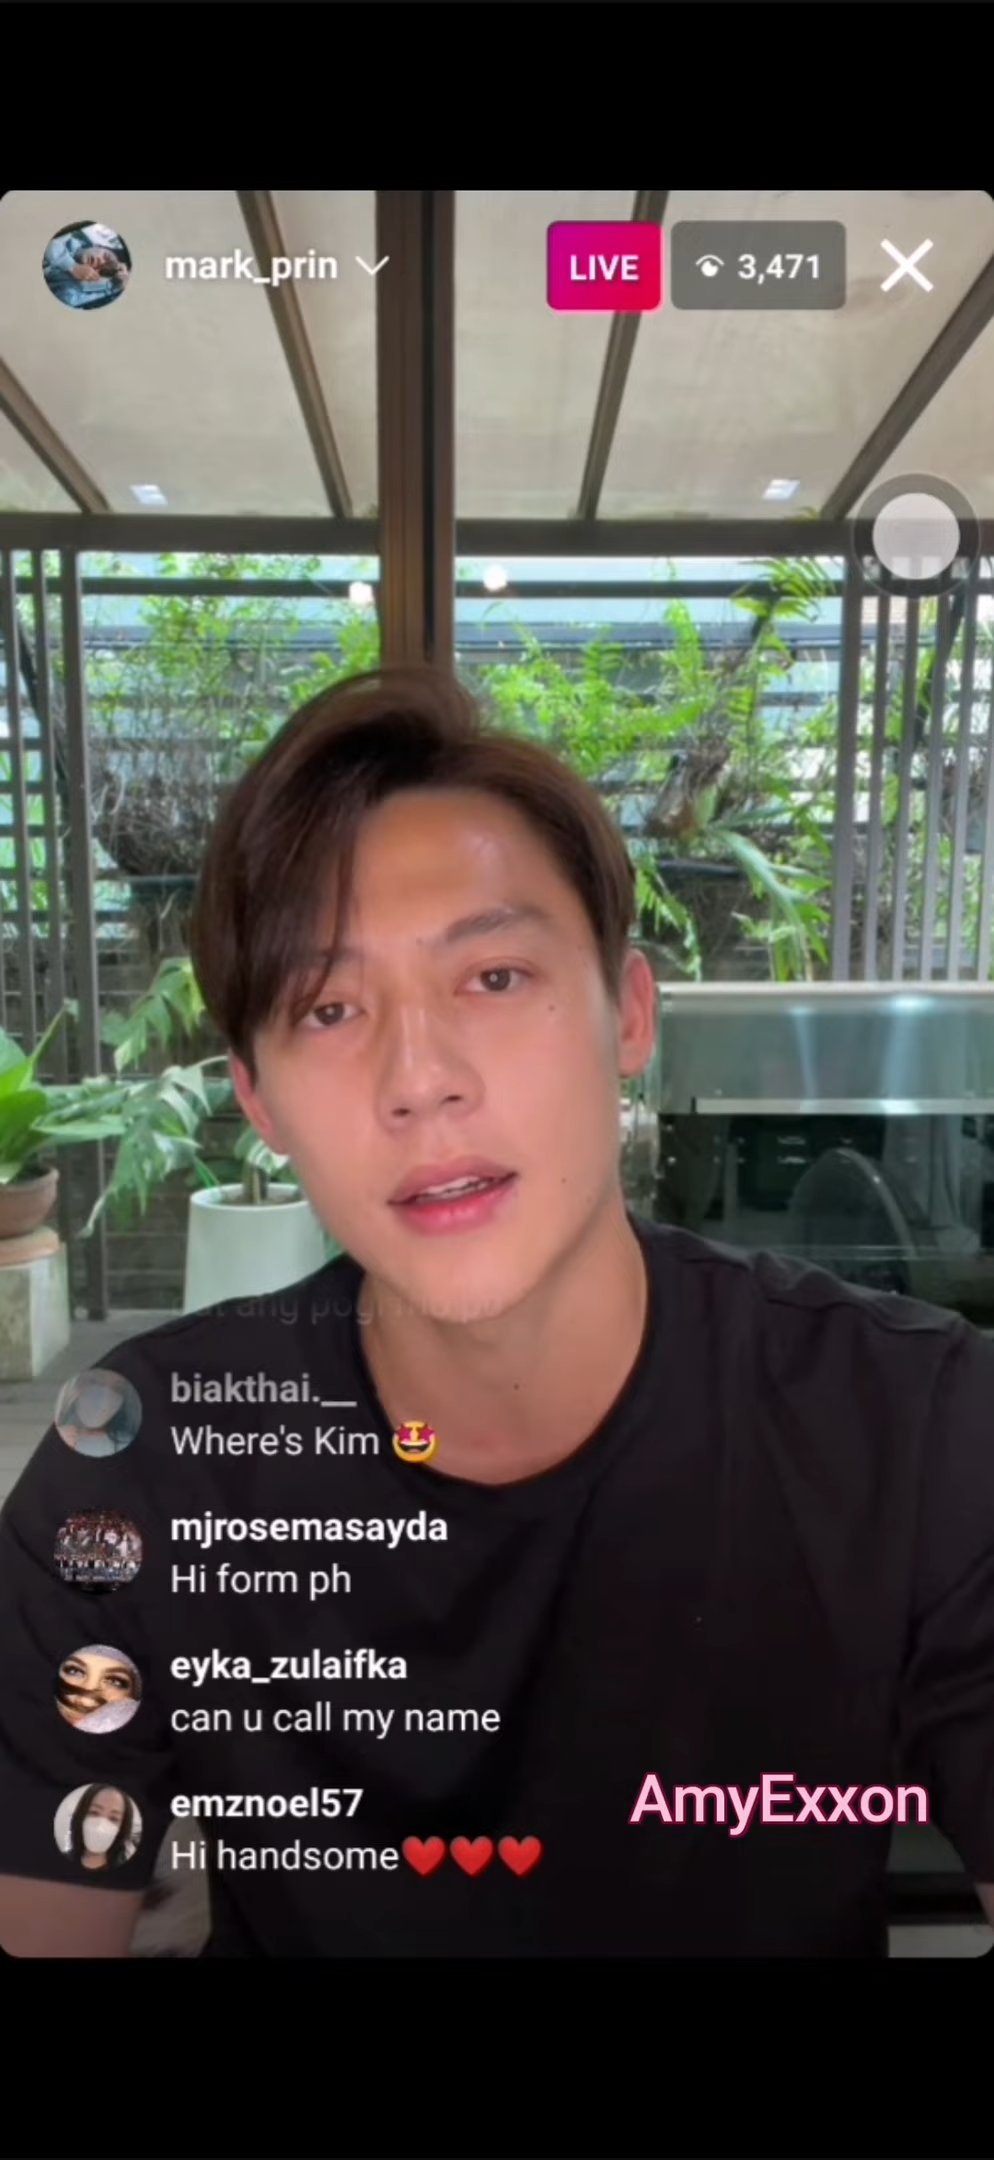 mark_prin
LIVE
3,471
biakthai.__
Where's Kim 🤩
mjrosemasayda
Hi form ph
eyka_zulaifka
can u call my name
AmyExxon
emznoel57
Hi handsome❤️❤️❤️